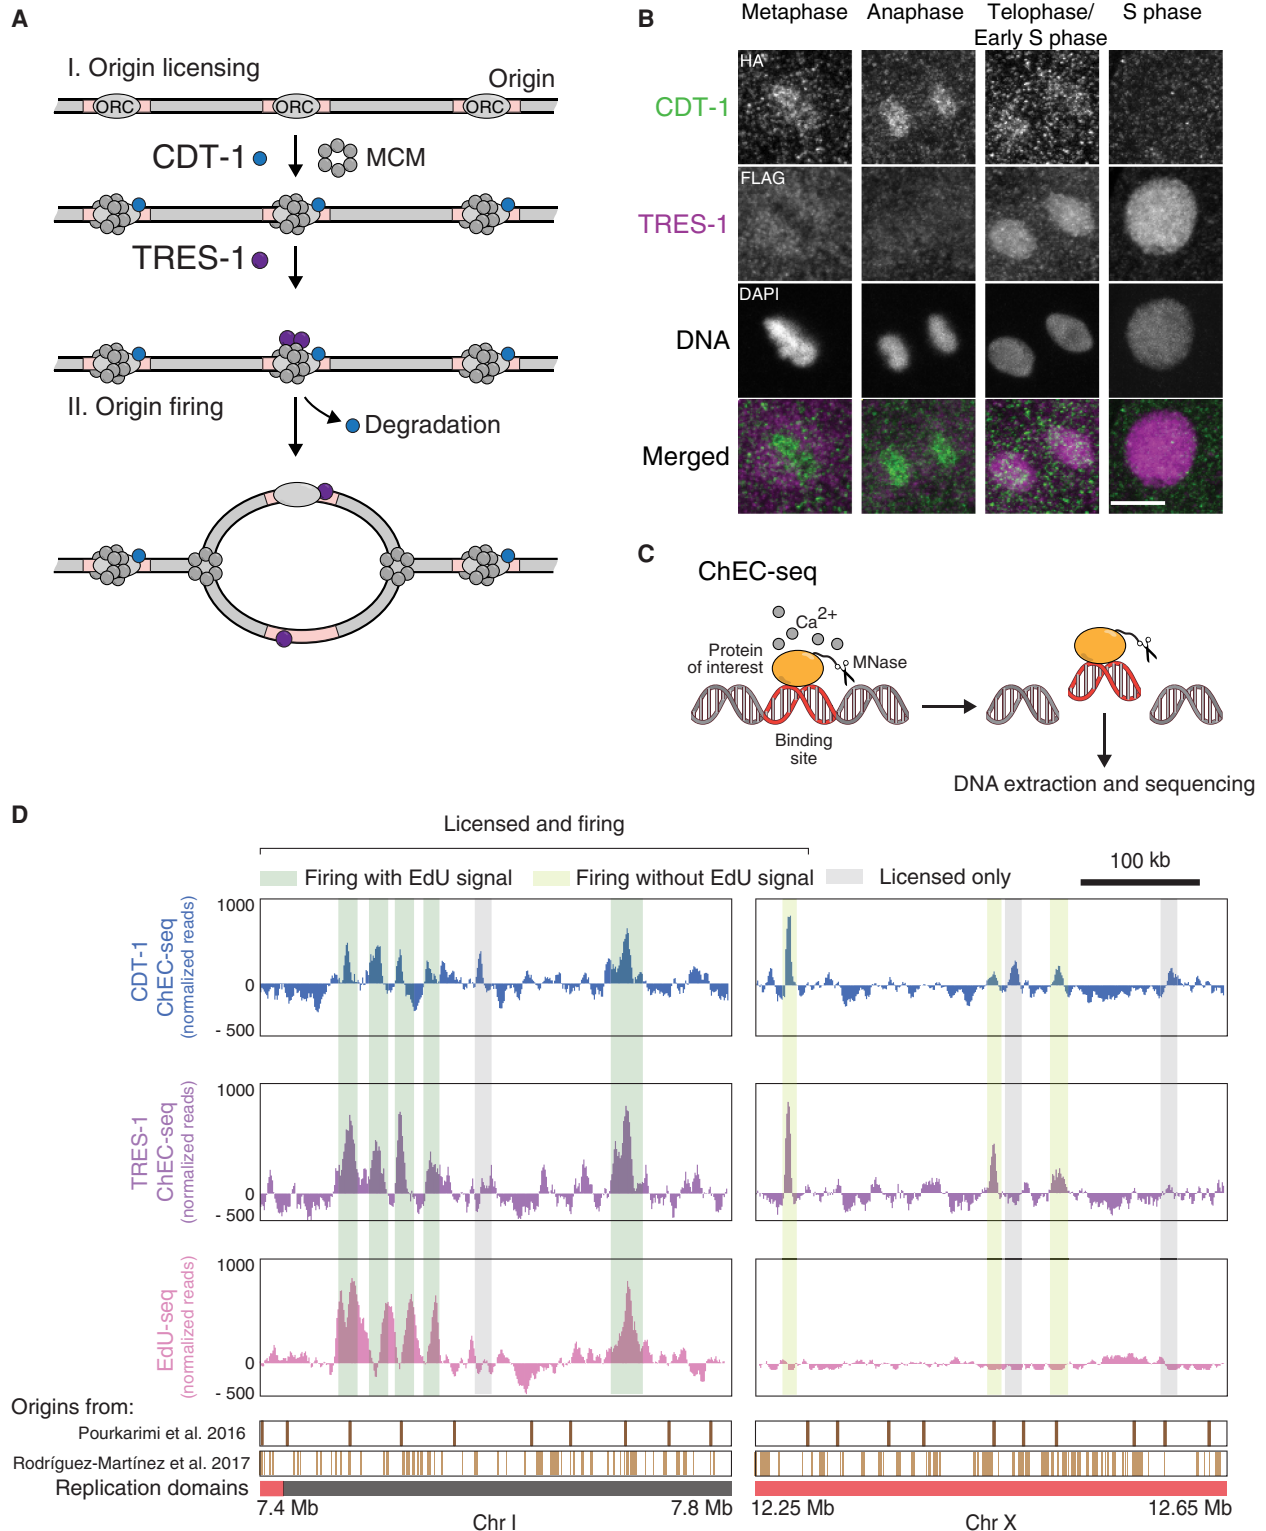 A
I. Origin licensing
Origin
ORC ORC ORC
CDT-1
MCM
TRES-1
II. Origin firing
Degradation
B
Metaphase Anaphase Telophase/ S phase
Early S phase
HA
CDT-1
FLAG
TRES-1
DAPI
DNA
Merged
C
ChEC-seq
Ca2+
Protein
of interest
MNase
Binding
site
DNA extraction and sequencing
D
Licensed and firing
100 kb
Firing with EdU signal Firing without EdU signal Licensed only
CDT-1
ChEC-seq
(normalized reads)
1000
0
- 500
TRES-1
ChEC-seq
(normalized reads)
1000
0
- 500
EdU-seq
(normalized reads)
1000
0
- 500
Origins from:
Pourkarimi et al. 2016
Rodríguez-Martínez et al. 2017
Replication domains
7.4 Mb 7.8 Mb 12.25 Mb 12.65 Mb
Chr I Chr X